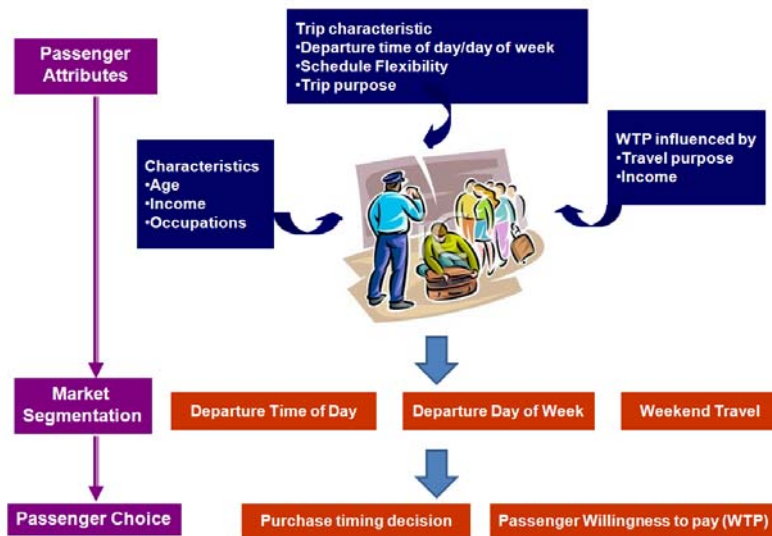 Passenger
Attributes
Trip characteristic
•Departure time of day/day of week
•Schedule Flexibility
•Trip purpose
Characteristics
•Age
•Income
•Occupations
WTP influenced by
•Travel purpose
•Income
Market
Segmentation
Departure Time of Day
Departure Day of Week
Weekend Travel
Passenger Choice
Purchase timing decision
Passenger Willingness to pay (WTP)